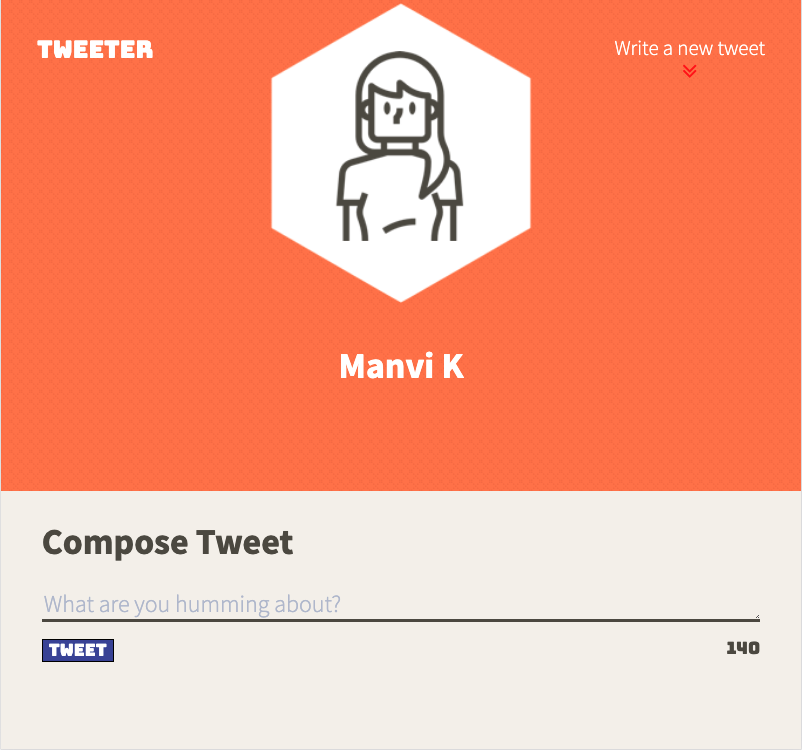 TWEETER
Write a new tweet
Manvi K
Compose Tweet
What are you humming about?
TWEET
140